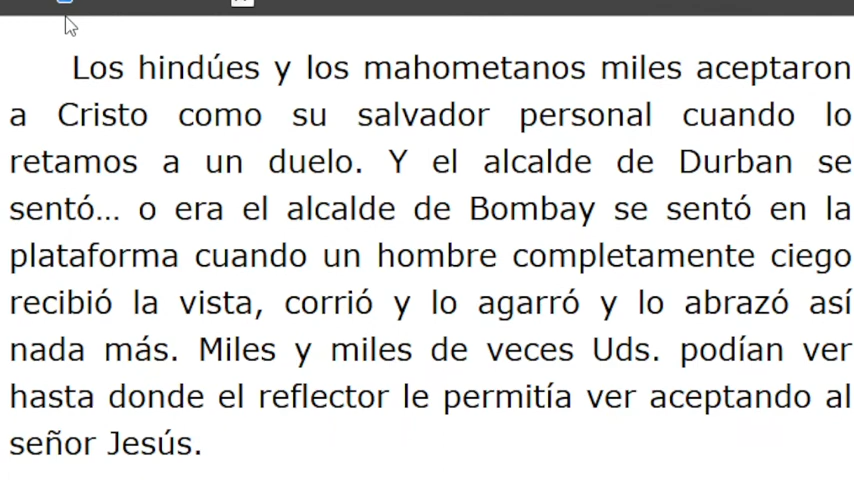 Los hindúes y los mahometanos miles aceptaron
a Cristo como su salvador personal cuando lo
retamos a un duelo. Y el alcalde de Durban se
sentó... o era el alcalde de Bombay se sentó en la
plataforma cuando un hombre completamente ciego
recibió la vista, corrió y lo agarró y lo abrazó así
nada más. Miles y miles de veces Uds. podían ver
hasta donde el reflector le permitía ver aceptando al
señor Jesús.